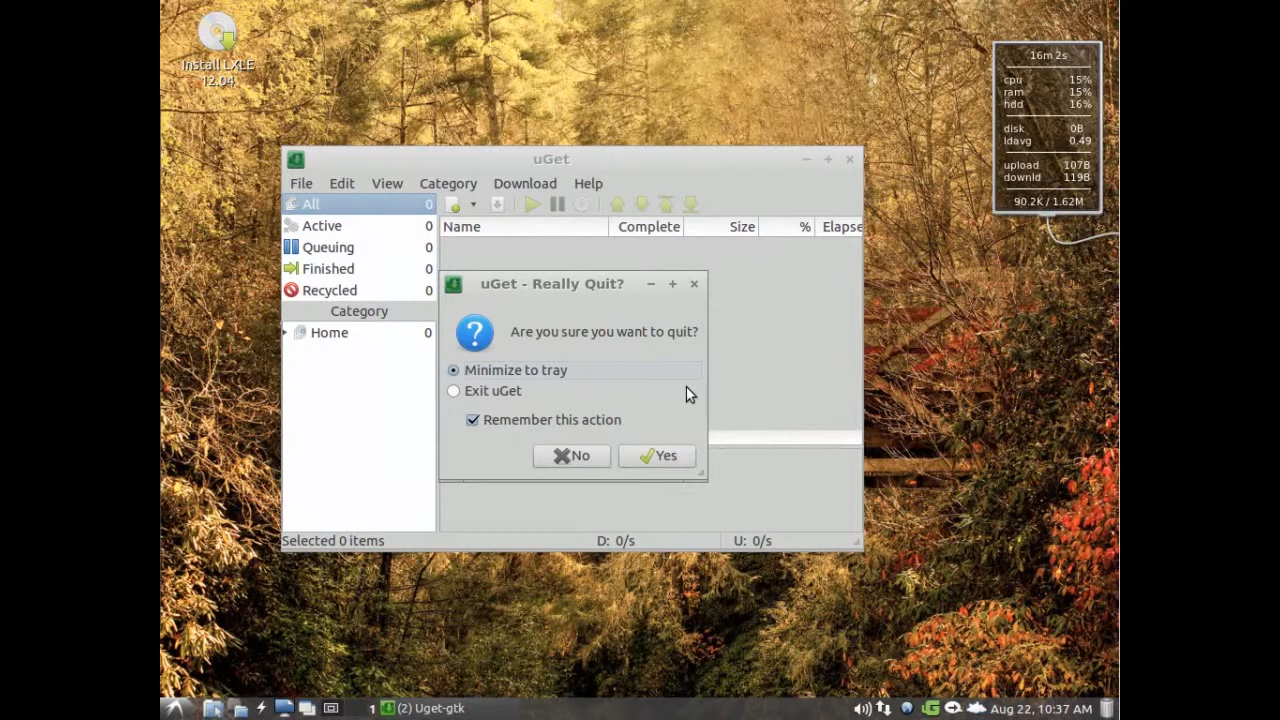 Install LXLE
12.04
16m 2s
cpu 15%
ram 15%
hdd 16%
disk 0B
ldavg 0.49
upload 107B
downld 119B
90.2K / 1.62M
uGet
File Edit View Category Download Help
All 0
Active 0
Queuing 0
Finished 0
Recycled 0
Category
Home 0
Name Complete Size % Elapse
uGet - Really Quit?
Are you sure you want to quit?
Minimize to tray
Exit uGet
Remember this action
No Yes
Selected 0 items D: 0/s U: 0/s
1 (2) Uget-gtk Aug 22, 10:37 AM